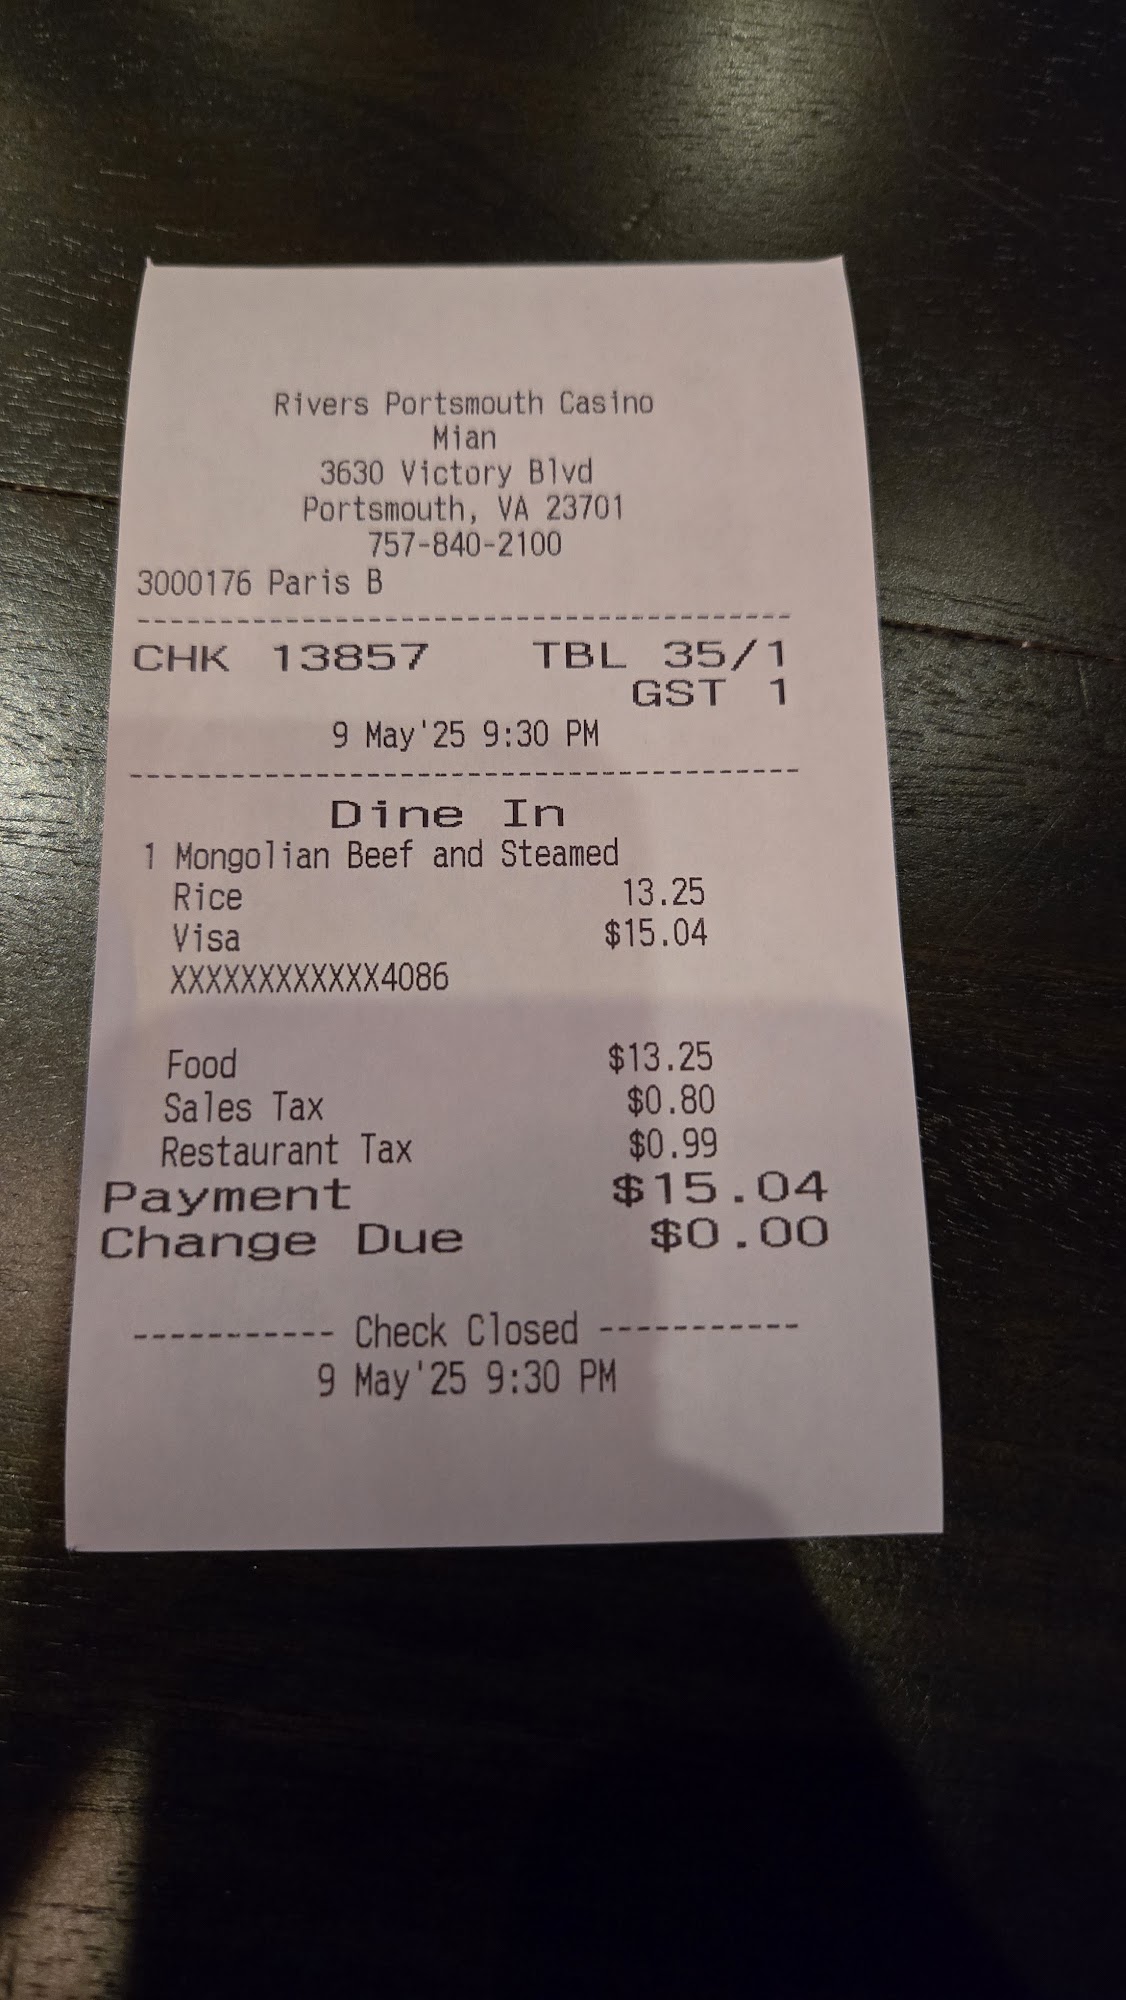 Rivers Portsmouth Casino
Mian
3630 Victory Blvd
Portsmouth, VA 23701
757-840-2100
3000176 Paris B
----------------------------------------
CHK 13857 TBL 35/1
GST 1
9 May'25 9:30 PM
----------------------------------------
Dine In
1 Mongolian Beef and Steamed
Rice 13.25
Visa $15.04
XXXXXXXXXXXX4086
Food $13.25
Sales Tax $0.80
Restaurant Tax $0.99
Payment $15.04
Change Due $0.00
----------- Check Closed -----------
9 May'25 9:30 PM